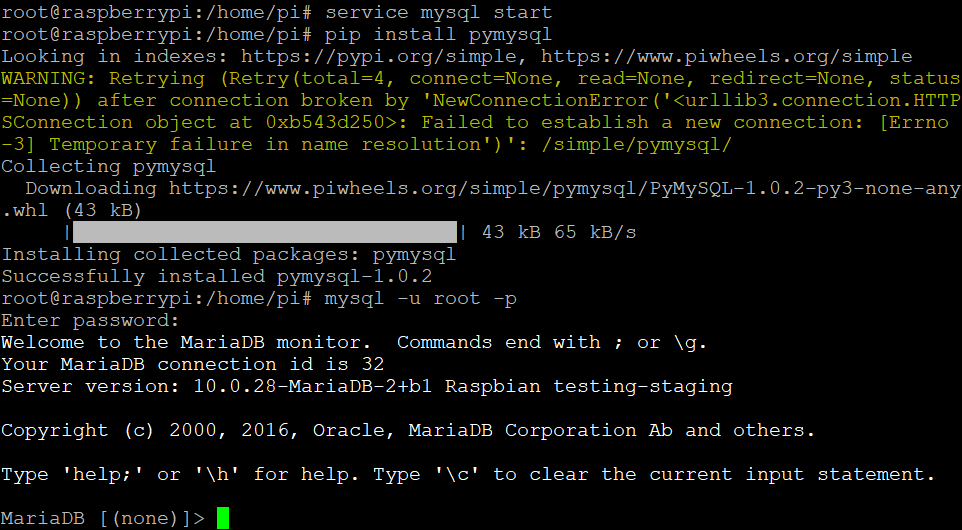 root@raspberrypi:/home/pi# service mysql start
root@raspberrypi:/home/pi# pip install pymysql
Looking in indexes: https://pypi.org/simple, https://www.piwheels.org/simple
WARNING: Retrying (Retry(total=4, connect=None, read=None, redirect=None, status
=None)) after connection broken by 'NewConnectionError('<urllib3.connection.HTTP
SConnection object at 0xb543d250>: Failed to establish a new connection: [Errno
-3] Temporary failure in name resolution')': /simple/pymysql/
Collecting pymysql
  Downloading https://www.piwheels.org/simple/pymysql/PyMySQL-1.0.2-py3-none-any
.whl (43 kB)
     |                                | 43 kB 65 kB/s
Installing collected packages: pymysql
Successfully installed pymysql-1.0.2
root@raspberrypi:/home/pi# mysql -u root -p
Enter password:
Welcome to the MariaDB monitor.  Commands end with ; or \g.
Your MariaDB connection id is 32
Server version: 10.0.28-MariaDB-2+b1 Raspbian testing-staging

Copyright (c) 2000, 2016, Oracle, MariaDB Corporation Ab and others.

Type 'help;' or '\h' for help. Type '\c' to clear the current input statement.

MariaDB [(none)]>